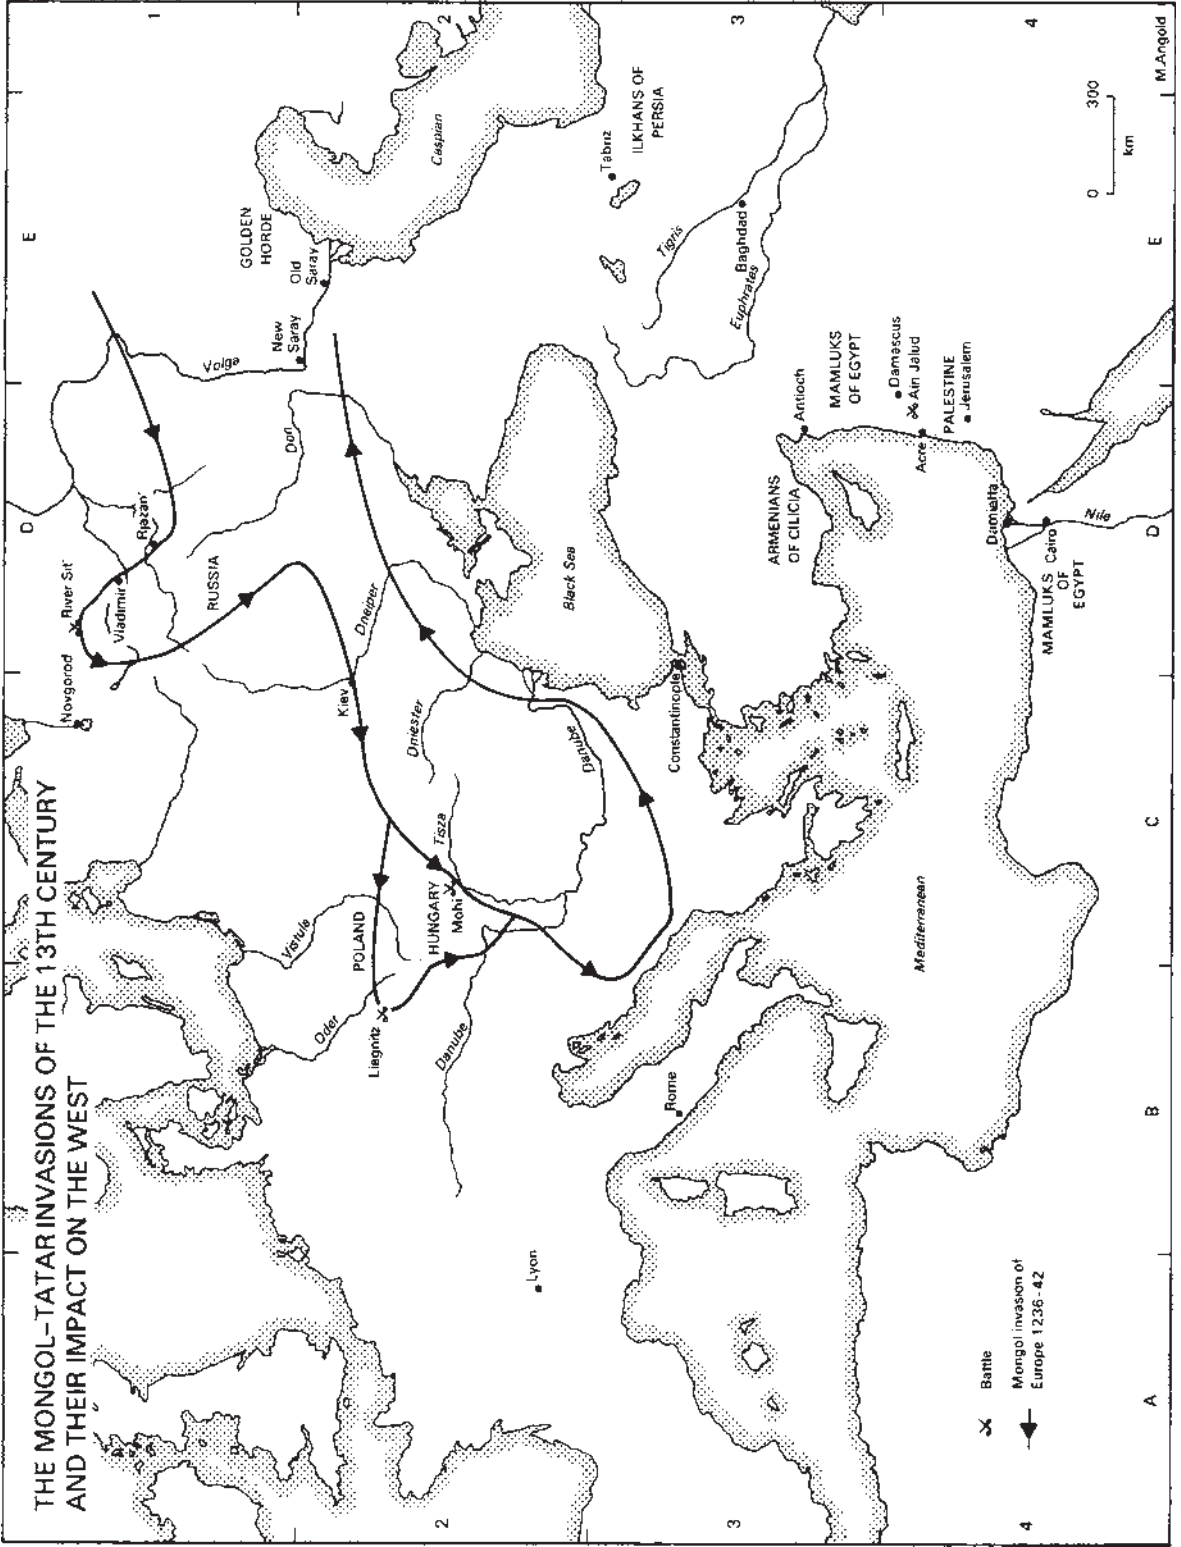 THE MONGOL–TATAR INVASIONS OF THE 13TH CENTURY
AND THEIR IMPACT ON THE WEST
1
2
3
4
A
B
C
D
E
2
3
4
D
E
Novgorod
River Sit'
Vladimir
Rjazan'
RUSSIA
Volga
New
Saray
Old
Saray
GOLDEN
HORDE
Caspian
Don
Dneiper
Kiev
Dniester
Vistula
POLAND
Oder
Liegnitz
HUNGARY
Mohi
Tisza
Danube
Danube
Black Sea
Constantinople
Lyon
Rome
Mediterranean
ARMENIANS
OF CILICIA
Antioch
MAMLUKS
OF EGYPT
Damascus
Ain Jalud
Acre
PALESTINE
Jerusalem
Damietta
Cairo
Nile
MAMLUKS
OF
EGYPT
Tabriz
ILKHANS OF
PERSIA
Tigris
Baghdad
Euphrates
Battle
Mongol invasion of
Europe 1236-42
0 300
km
M.Angold